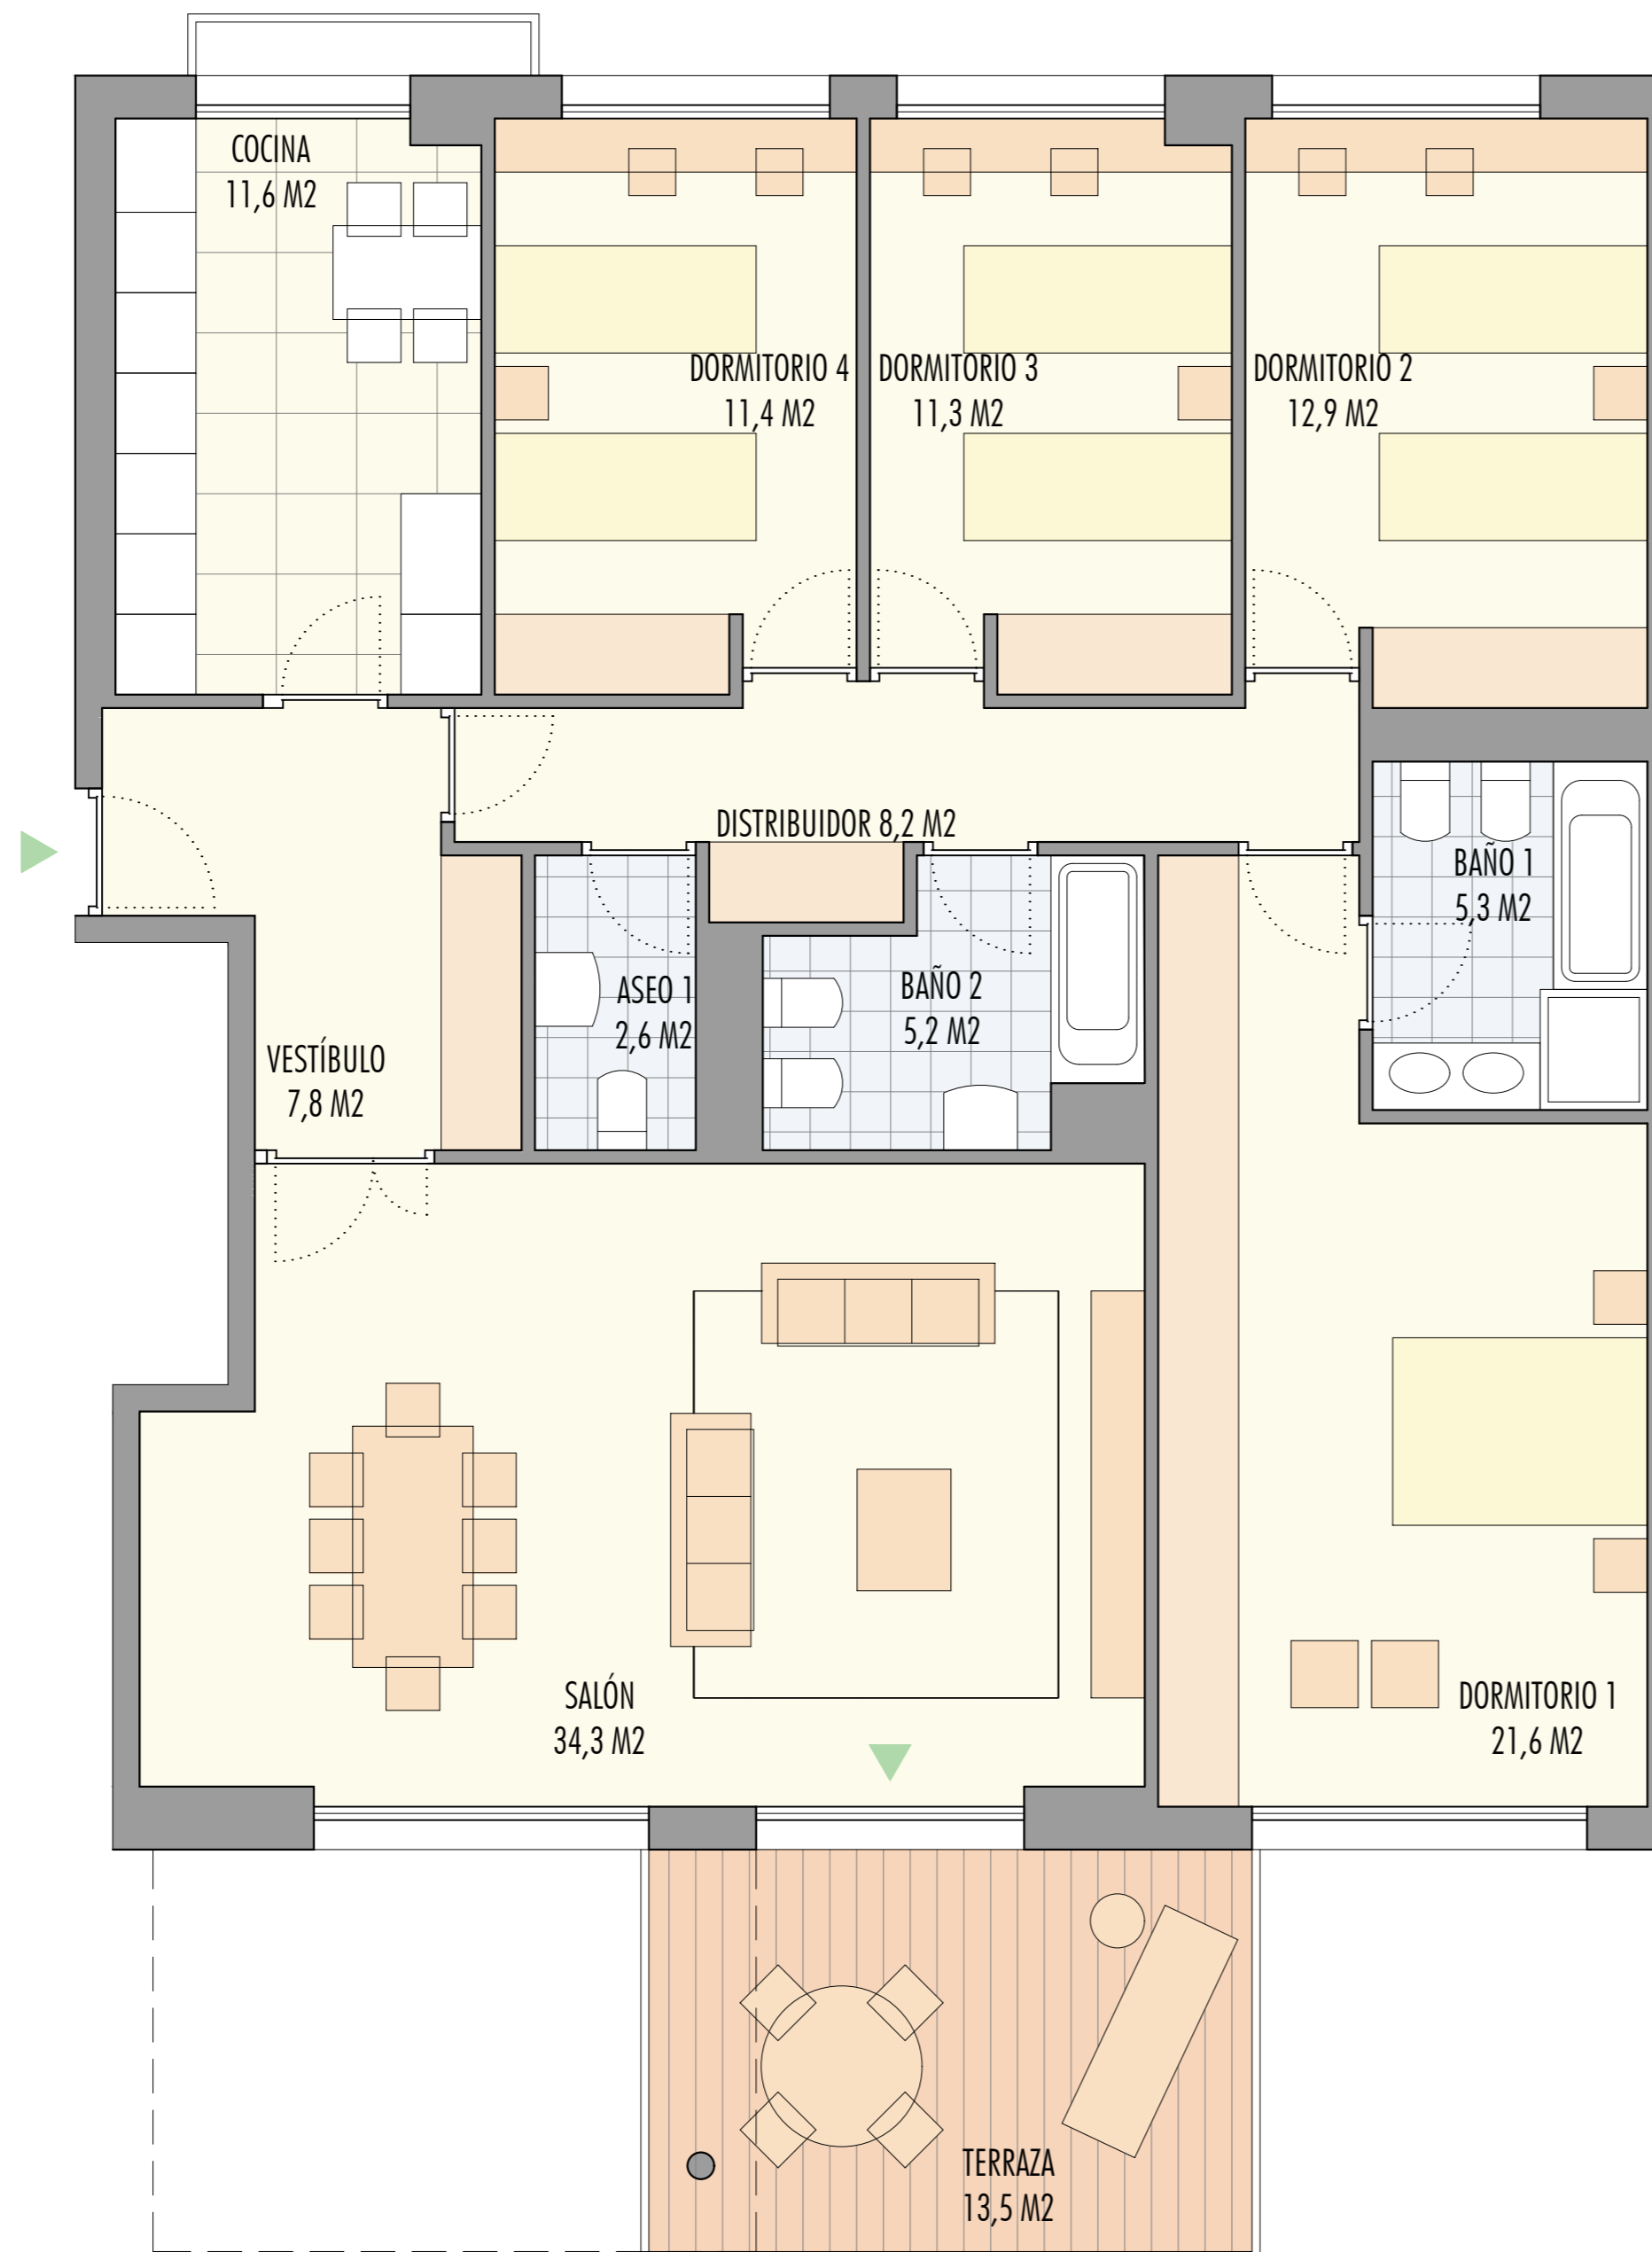 COCINA
11,6 M2
DORMITORIO 4
11,4 M2
DORMITORIO 3
11,3 M2
DORMITORIO 2
12,9 M2
DISTRIBUIDOR 8,2 M2
BAÑO 1
5,3 M2
ASEO 1
2,6 M2
BAÑO 2
5,2 M2
VESTÍBULO
7,8 M2
SALÓN
34,3 M2
DORMITORIO 1
21,6 M2
TERRAZA
13,5 M2